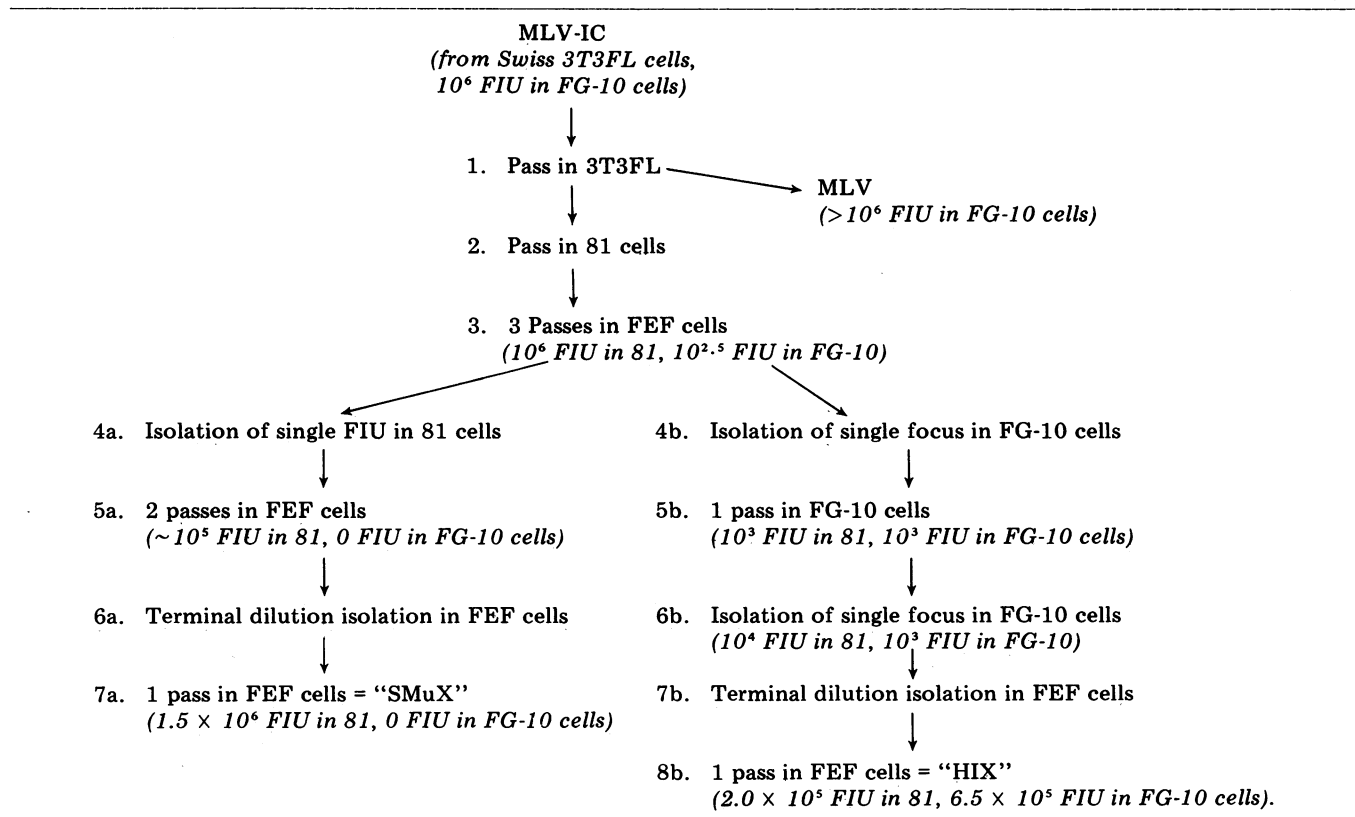 MLV-IC
(from Swiss 3T3FL cells,
10⁶ FIU in FG-10 cells)
1. Pass in 3T3FL
MLV
(>10⁶ FIU in FG-10 cells)
2. Pass in 81 cells
3. 3 Passes in FEF cells
(10⁶ FIU in 81, 10²·⁵ FIU in FG-10)
4a. Isolation of single FIU in 81 cells
5a. 2 passes in FEF cells
(~10⁵ FIU in 81, 0 FIU in FG-10 cells)
6a. Terminal dilution isolation in FEF cells
7a. 1 pass in FEF cells = “SMuX”
(1.5 × 10⁶ FIU in 81, 0 FIU in FG-10 cells)
4b. Isolation of single focus in FG-10 cells
5b. 1 pass in FG-10 cells
(10³ FIU in 81, 10³ FIU in FG-10 cells)
6b. Isolation of single focus in FG-10 cells
(10⁴ FIU in 81, 10³ FIU in FG-10)
7b. Terminal dilution isolation in FEF cells
8b. 1 pass in FEF cells = “HIX”
(2.0 × 10⁵ FIU in 81, 6.5 × 10⁵ FIU in FG-10 cells).